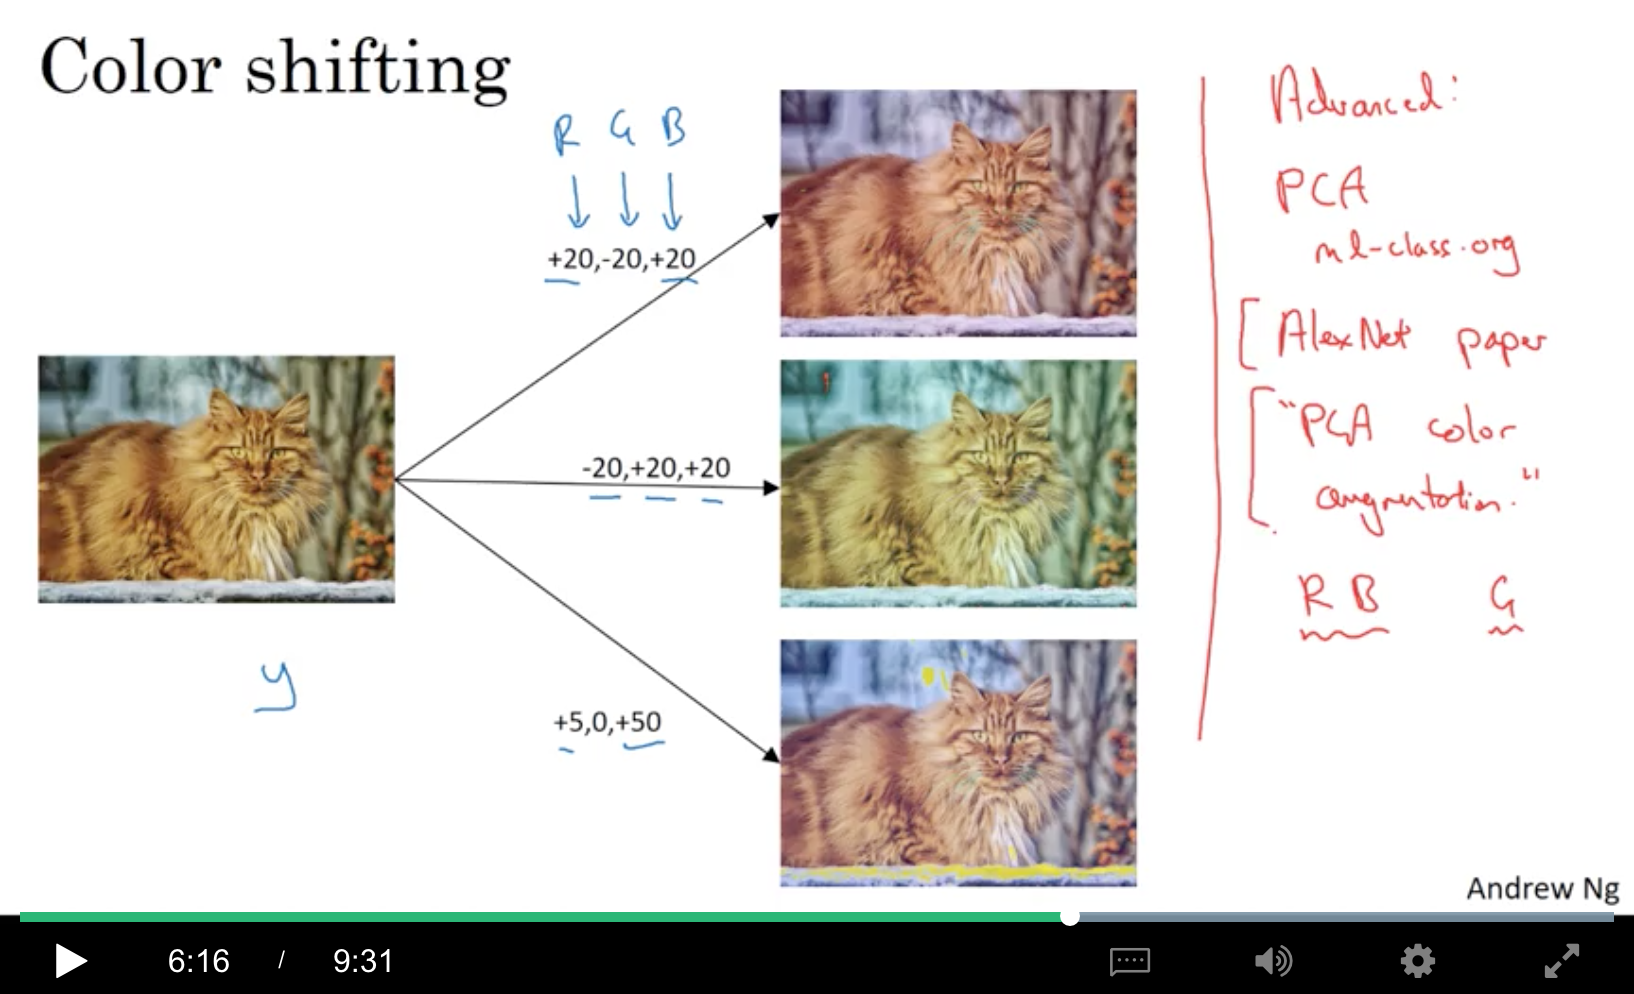 Color shifting
R G B
+20,-20,+20
-20,+20,+20
+5,0,+50
y
Advanced:
PCA
ml-class.org
AlexNet paper
"PCA color
augmentation."
R B G
Andrew Ng
6:16 / 9:31